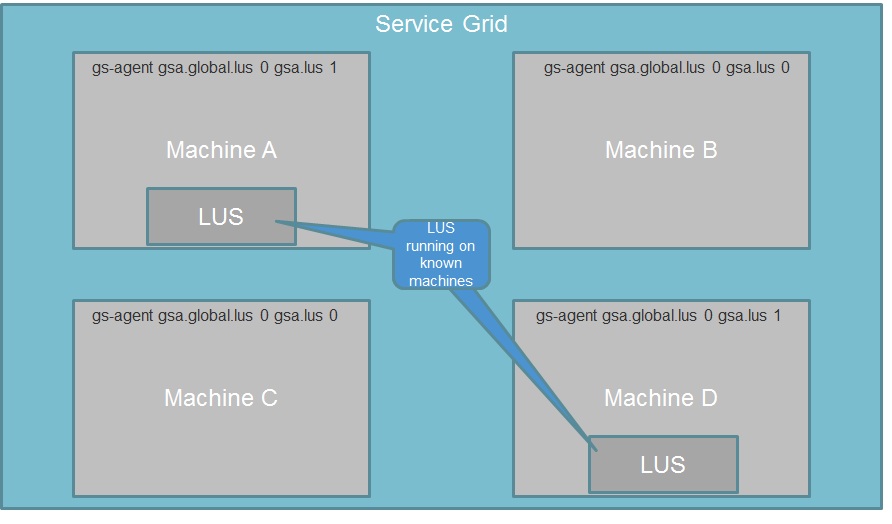 Service Grid
gs-agent gsa.global.lus 0 gsa.lus 1
Machine A
LUS
gs-agent gsa.global.lus 0 gsa.lus 0
Machine B
LUS
running on
known
machines
gs-agent gsa.global.lus 0 gsa.lus 0
Machine C
gs-agent gsa.global.lus 0 gsa.lus 1
Machine D
LUS